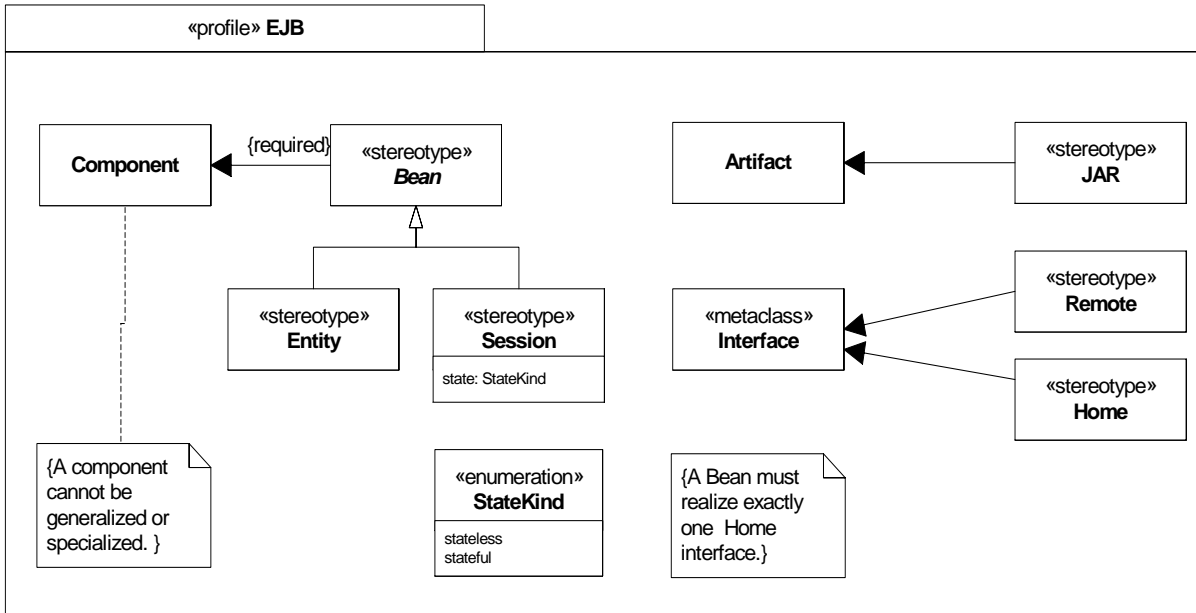 «profile» EJB
Component
{required}
«stereotype»
Bean
Artifact
«stereotype»
JAR
«stereotype»
Entity
«stereotype»
Session
state: StateKind
«metaclass»
Interface
«stereotype»
Remote
«stereotype»
Home
{A component
cannot be
generalized or
specialized. }
«enumeration»
StateKind
stateless
stateful
{A Bean must
realize exactly
one Home
interface.}